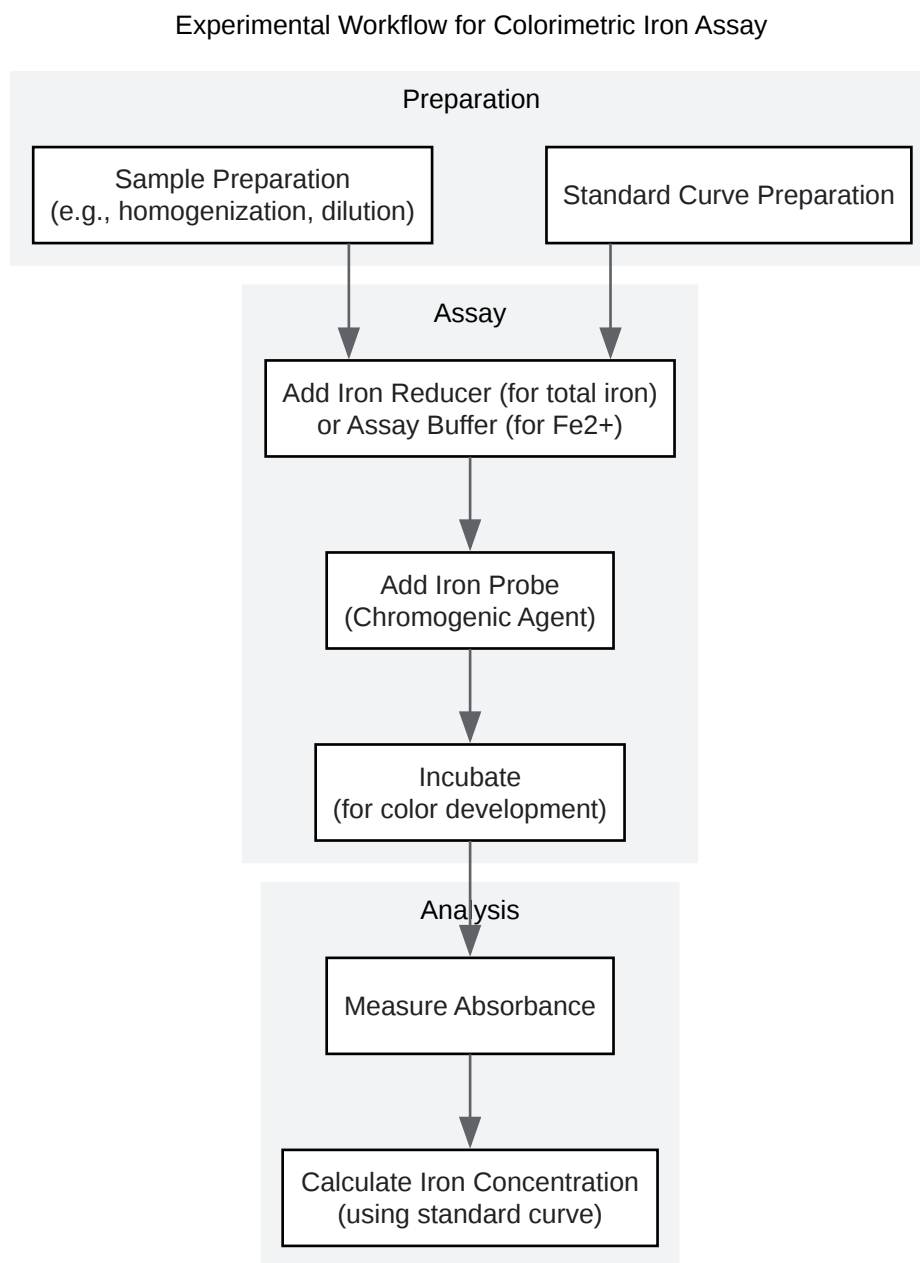 Experimental Workflow for Colorimetric Iron Assay
Preparation
Sample Preparation
(e.g., homogenization, dilution)
Standard Curve Preparation
Assay
Add Iron Reducer (for total iron)
or Assay Buffer (for Fe2+)
Add Iron Probe
(Chromogenic Agent)
Incubate
(for color development)
Analysis
Measure Absorbance
Calculate Iron Concentration
(using standard curve)